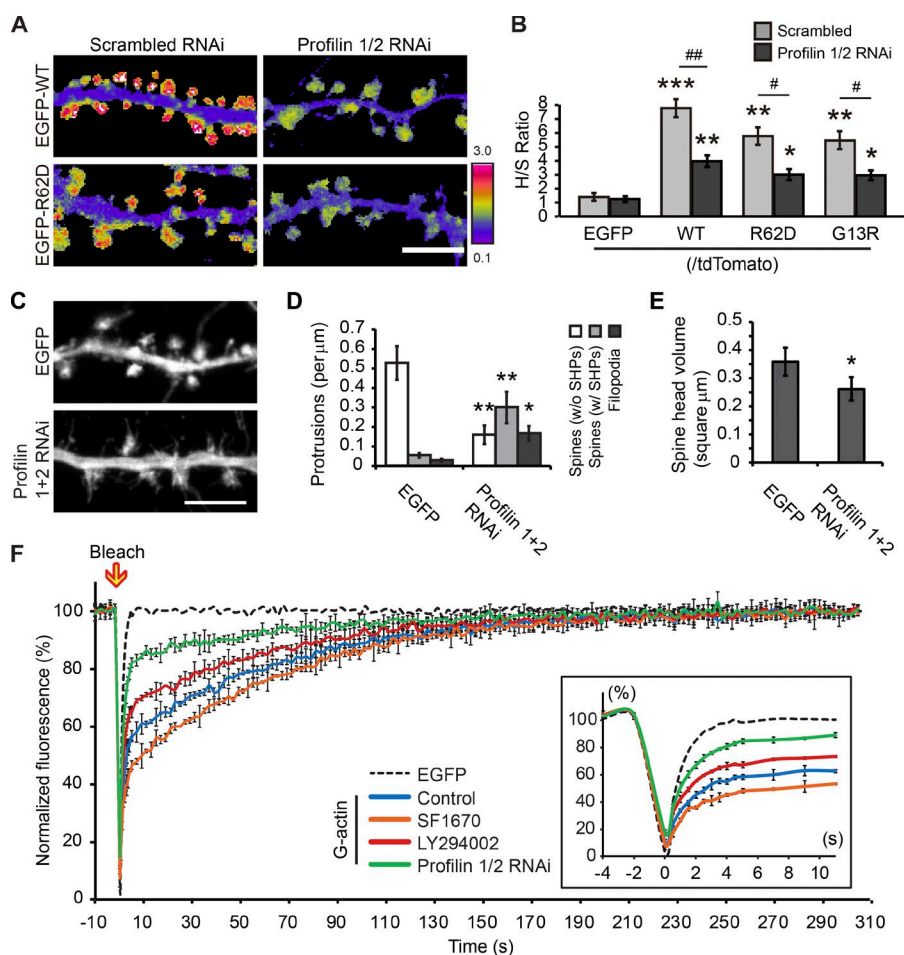 A
Scrambled RNAi
Profilin 1/2 RNAi
EGFP-WT
EGFP-R62D
3.0
0.1
B
Scrambled
Profilin 1/2 RNAi
H/S Ratio
9
8
7
6
5
4
3
2
1
0
***
**
##
**
*
#
**
*
#
EGFP
WT
R62D
G13R
(/tdTomato)
C
EGFP
Profilin
1+2 RNAi
D
Protrusions (per μm)
0.7
0.6
0.5
0.4
0.3
0.2
0.1
0
**
**
*
EGFP
Profilin 1+2
RNAi
Spines (w/o SHPs)
Spines (w/ SHPs)
Filopodia
E
Spine head volume
(square μm)
0.5
0.4
0.3
0.2
0.1
0
*
EGFP
Profilin 1+2
RNAi
F
Bleach
Normalized fluorescence (%)
100
80
60
40
20
0
-10 10 30 50 70 90 110 130 150 170 190 210 230 250 270 290 310
Time (s)
EGFP
G-actin
Control
SF1670
LY294002
Profilin 1/2 RNAi
(%)
100
80
60
40
20
0
-4 -2 0 2 4 6 8 10
(s)